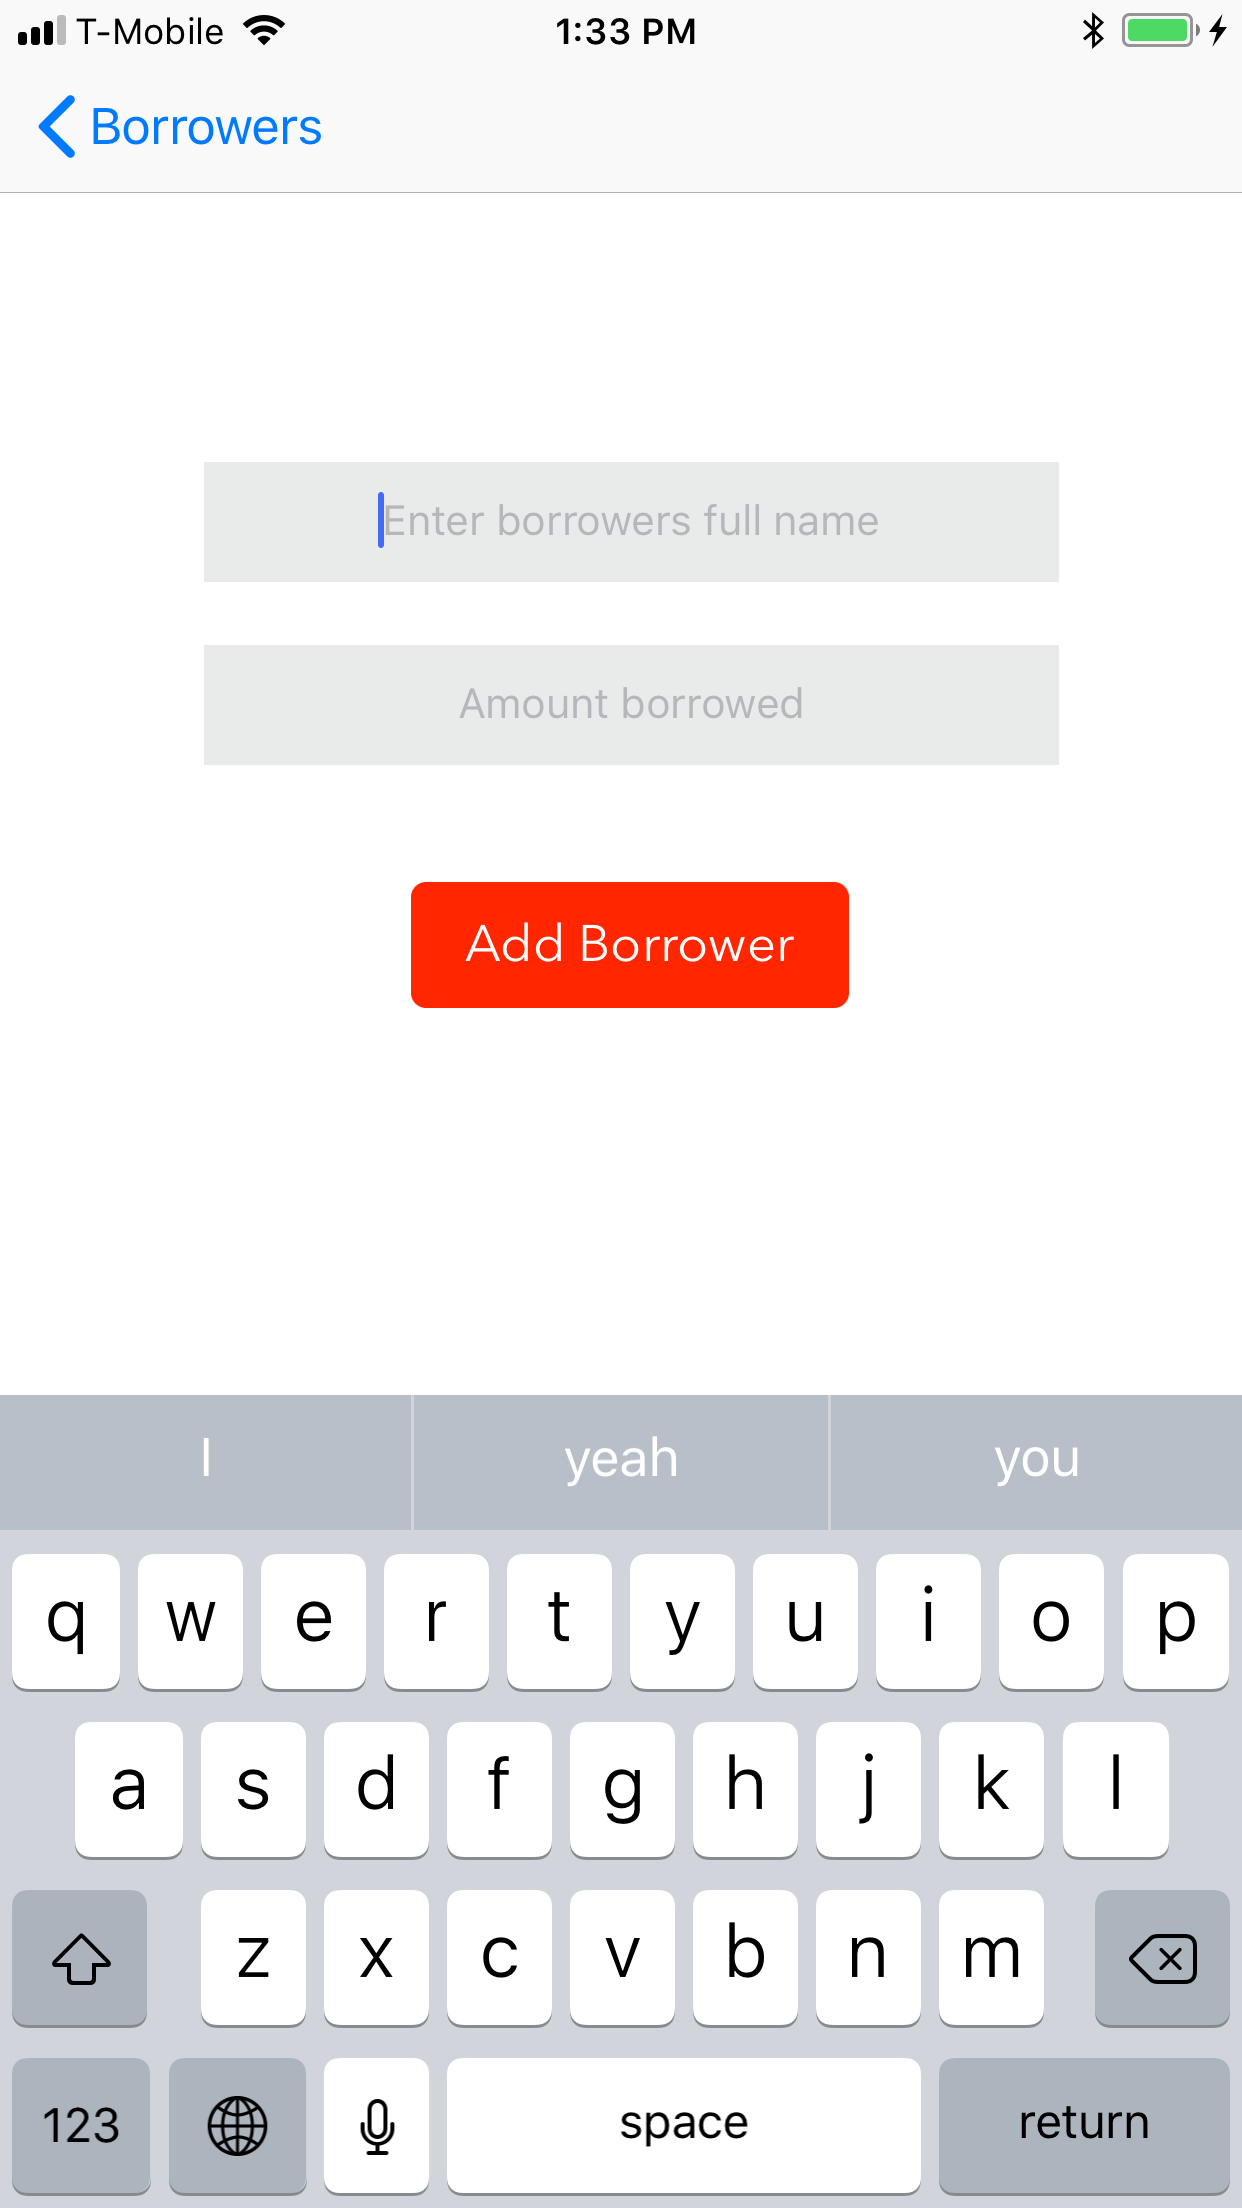 T-Mobile 1:33 PM
Borrowers
Enter borrowers full name
Amount borrowed
Add Borrower
I yeah you
q w e r t y u i o p
a s d f g h j k l
z x c v b n m
123 space return